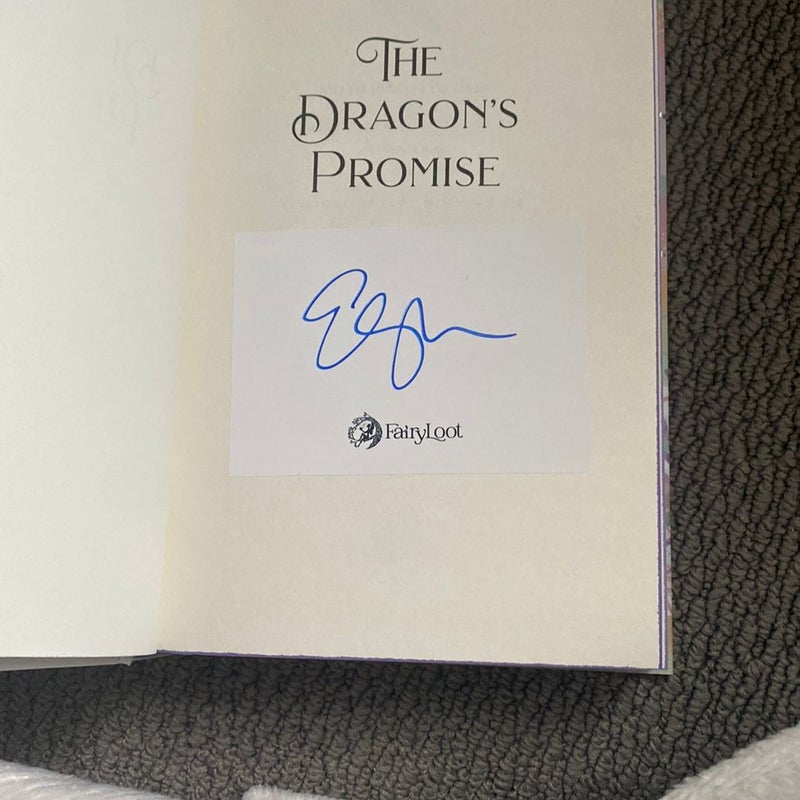 The
Dragon's
Promise
FairyLoot